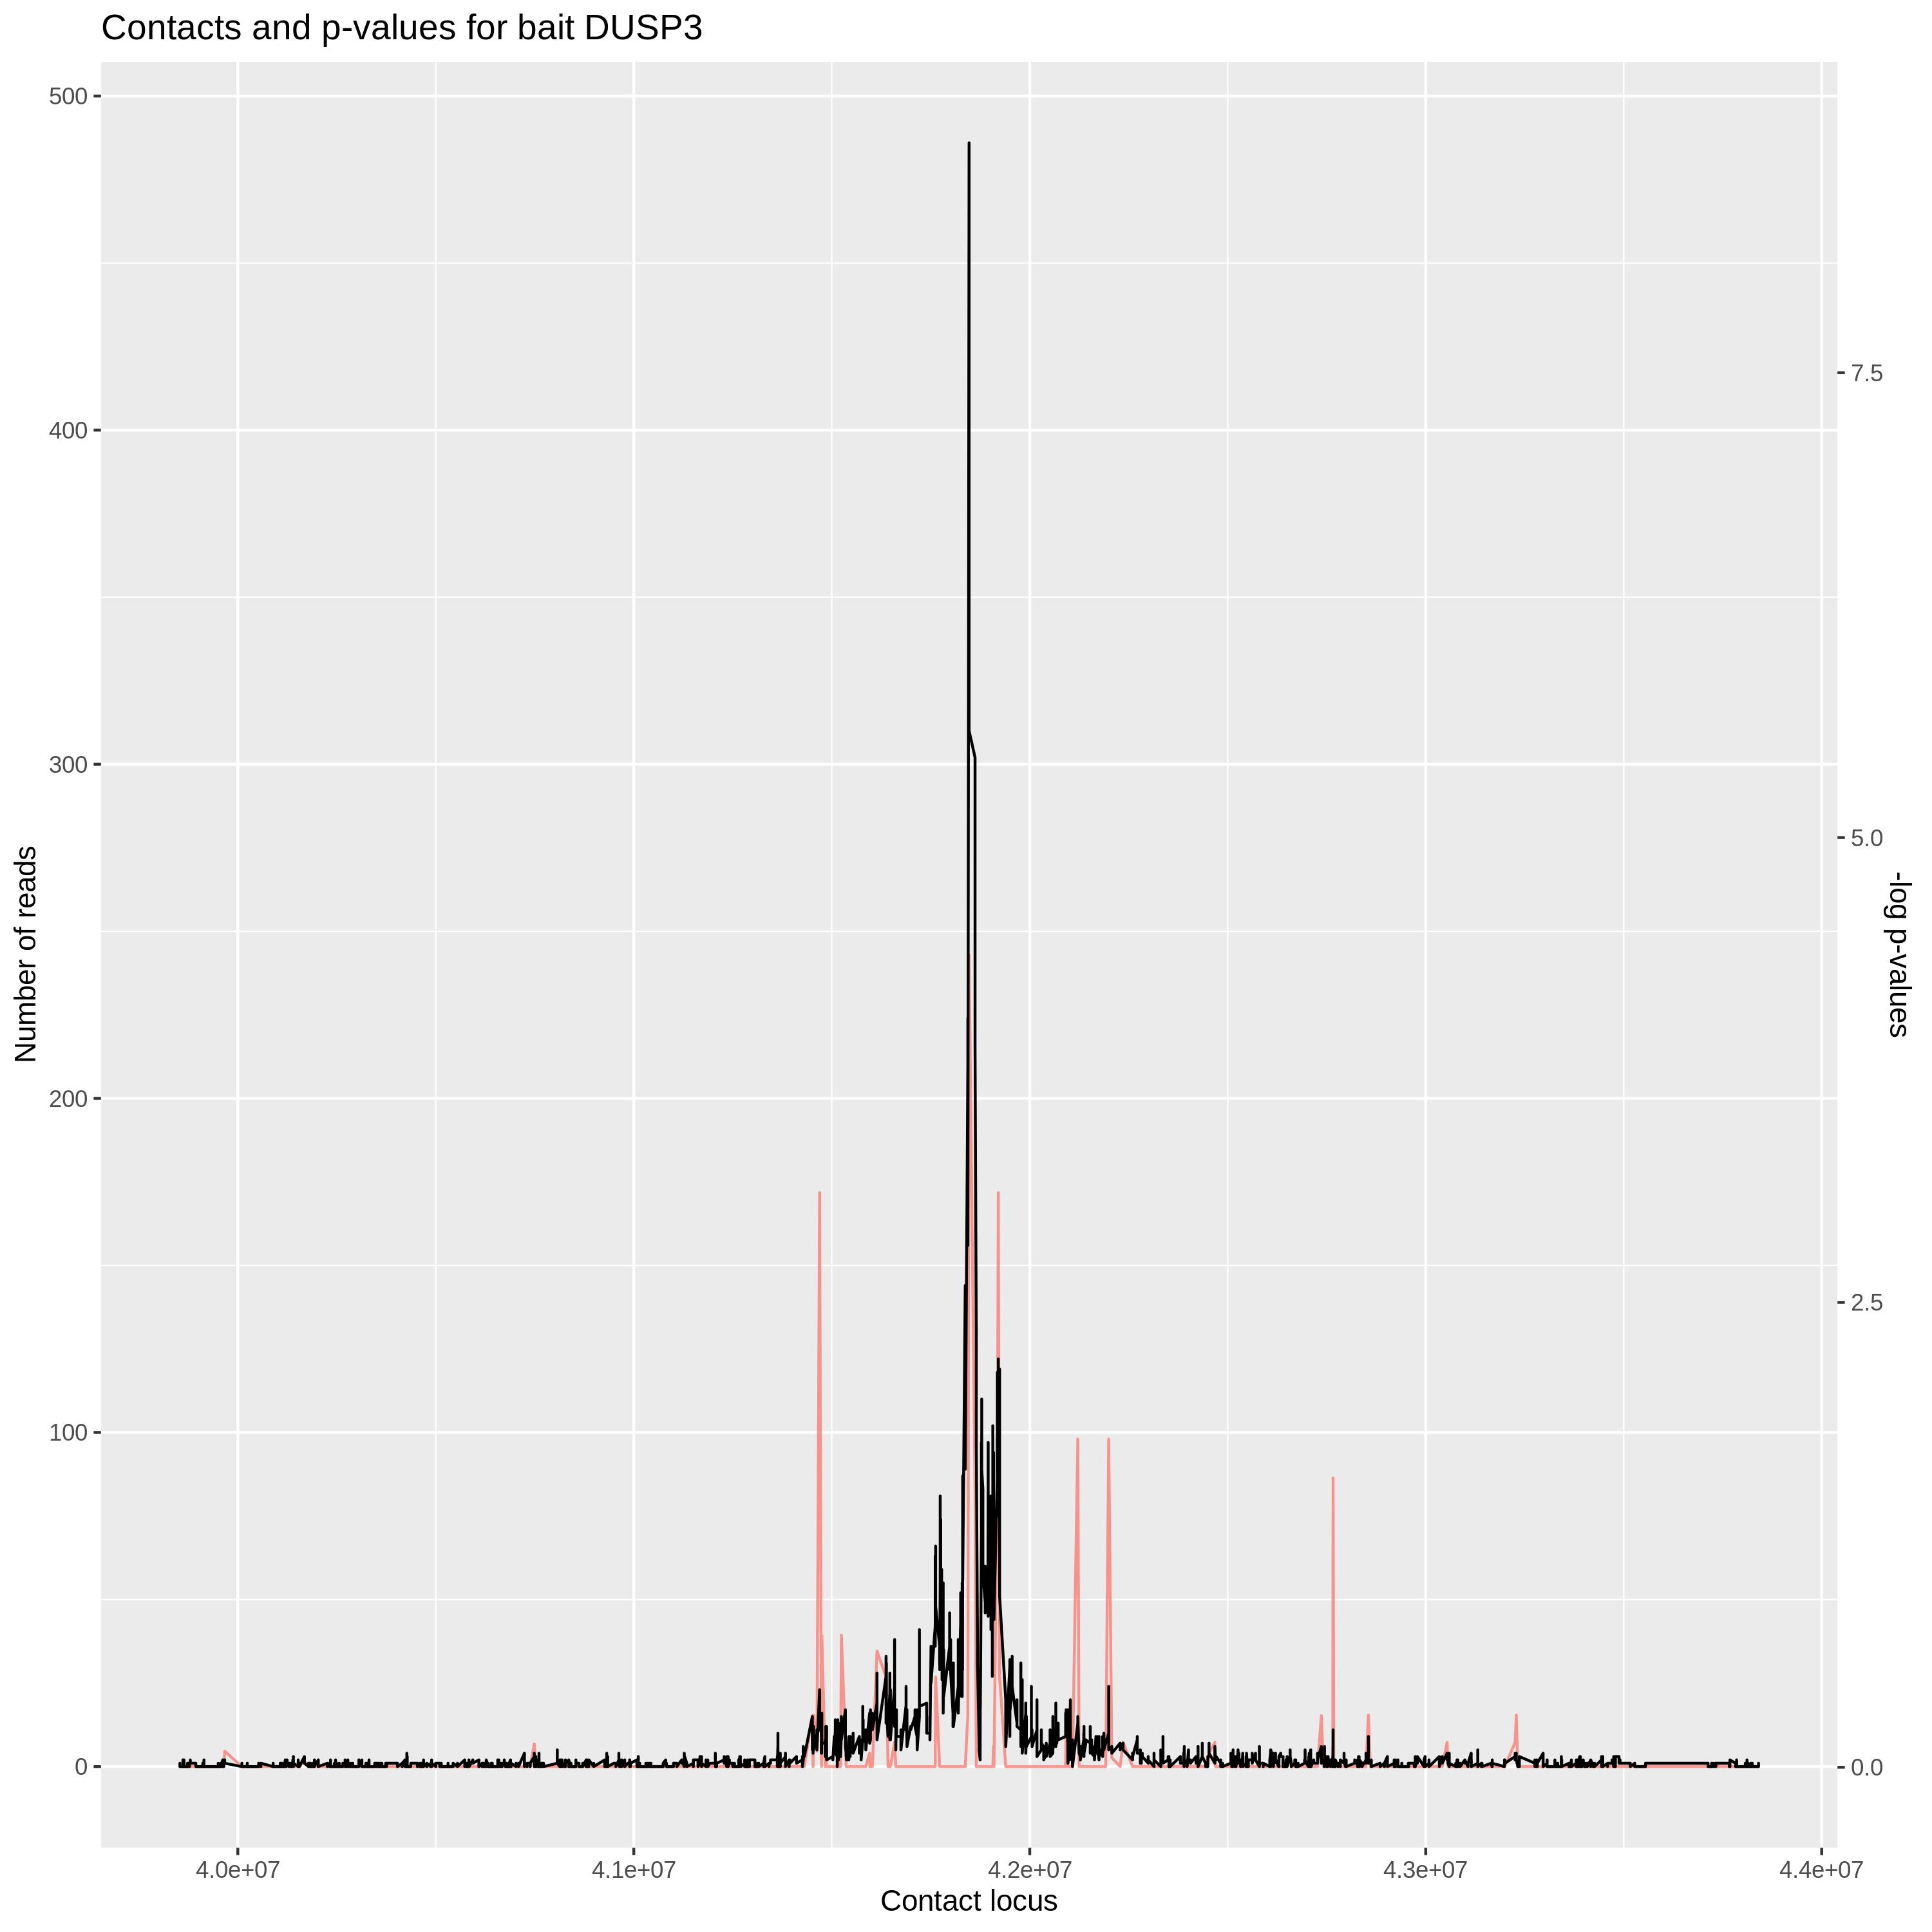 Contacts and p-values for bait DUSP3
500
400
300
200
100
0
Number of reads
7.5
5.0
2.5
0.0
-log p-values
4.0e+07
4.1e+07
4.2e+07
4.3e+07
4.4e+07
Contact locus